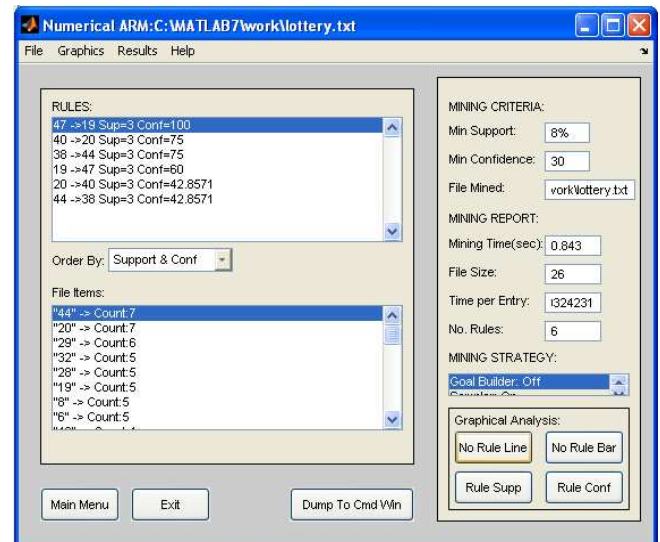 Numerical ARM:C:\MATLAB7\work\lottery.txt
File Graphics Results Help
RULES:
47 ->19 Sup=3 Conf=100
40 ->20 Sup=3 Conf=75
38 ->44 Sup=3 Conf=75
19 ->47 Sup=3 Conf=60
20 ->40 Sup=3 Conf=42.8571
44 ->38 Sup=3 Conf=42.8571
Order By: Support & Conf
File Items:
"44" -> Count:7
"20" -> Count:7
"29" -> Count:6
"32" -> Count:5
"28" -> Count:5
"19" -> Count:5
"8" -> Count:5
"6" -> Count:5
Main Menu Exit Dump To Cmd Win
MINING CRITERIA:
Min Support: 8%
Min Confidence: 30
File Mined: work\lottery.txt
MINING REPORT:
Mining Time(sec): 0.843
File Size: 26
Time per Entry: 324231
No. Rules: 6
MINING STRATEGY:
Goal Builder: Off
Graphical Analysis:
No Rule Line No Rule Bar
Rule Supp Rule Conf